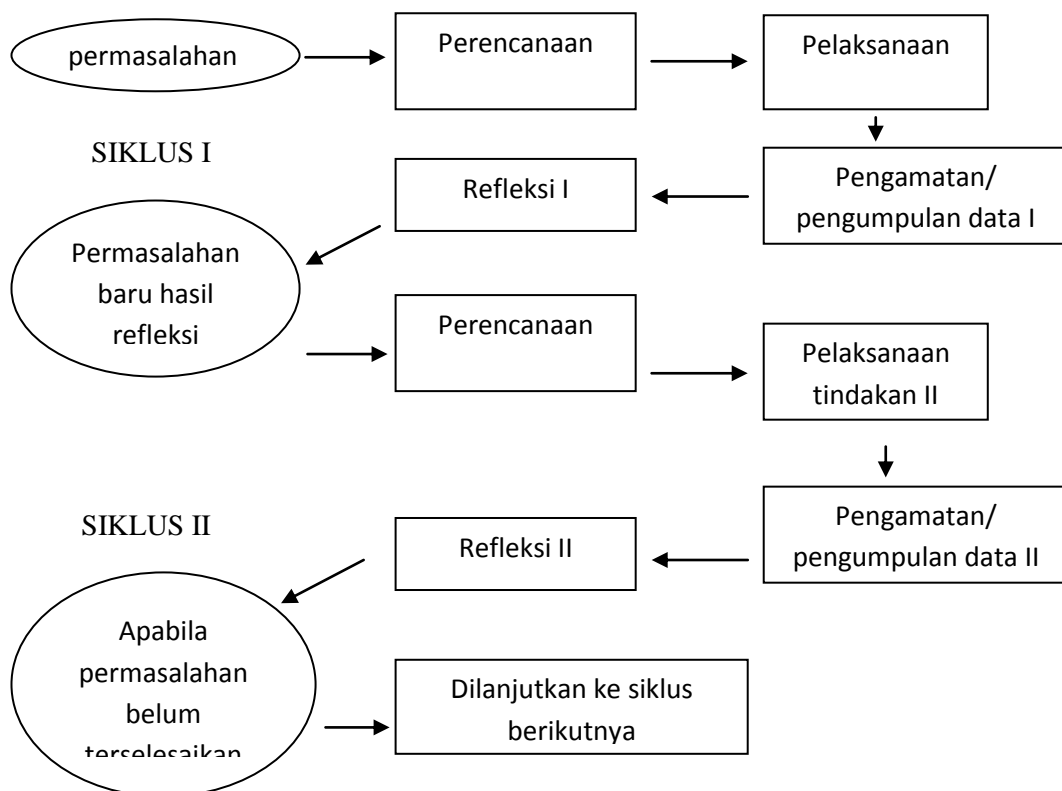 permasalahan
Perencanaan
Pelaksanaan
SIKLUS I
Refleksi I
Pengamatan/
pengumpulan data I
Permasalahan
baru hasil
refleksi
Perencanaan
Pelaksanaan
tindakan II
SIKLUS II
Refleksi II
Pengamatan/
pengumpulan data II
Apabila
permasalahan
belum
terselesaikan
Dilanjutkan ke siklus
berikutnya